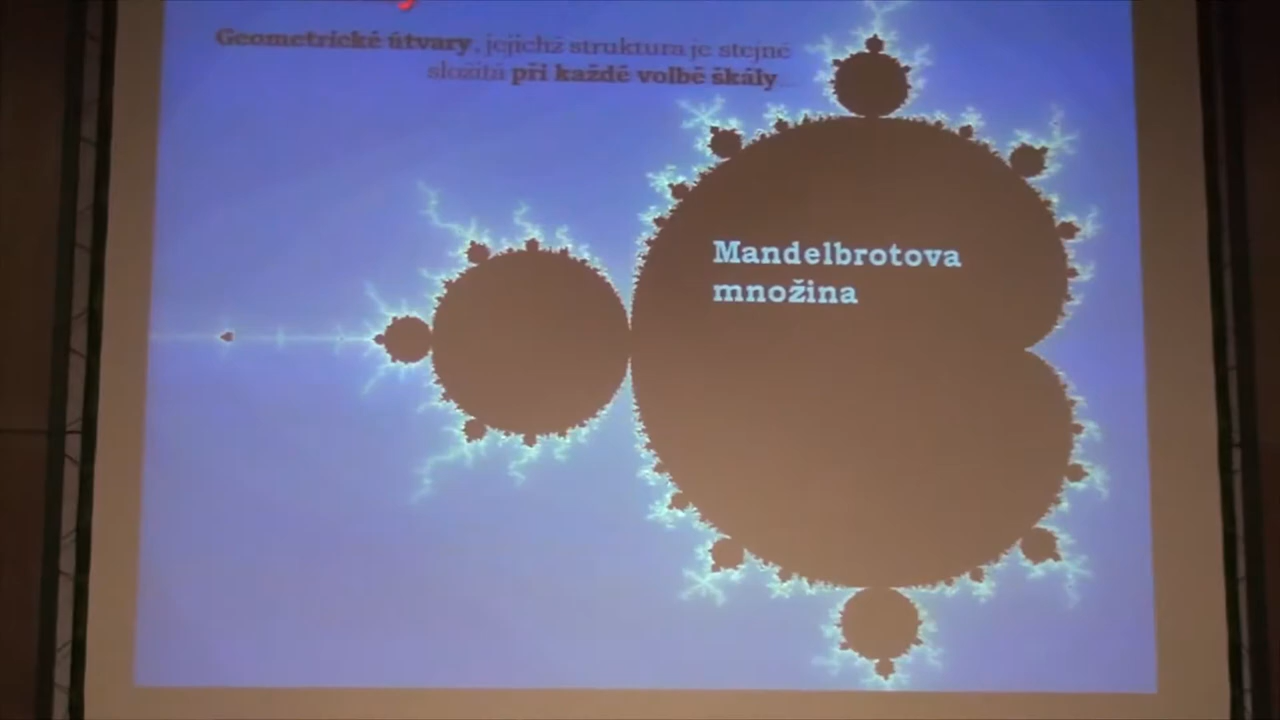 Geometrické útvary, jejichž struktura je stejně
složitá při každé volbě škály...
Mandelbrotova
množina